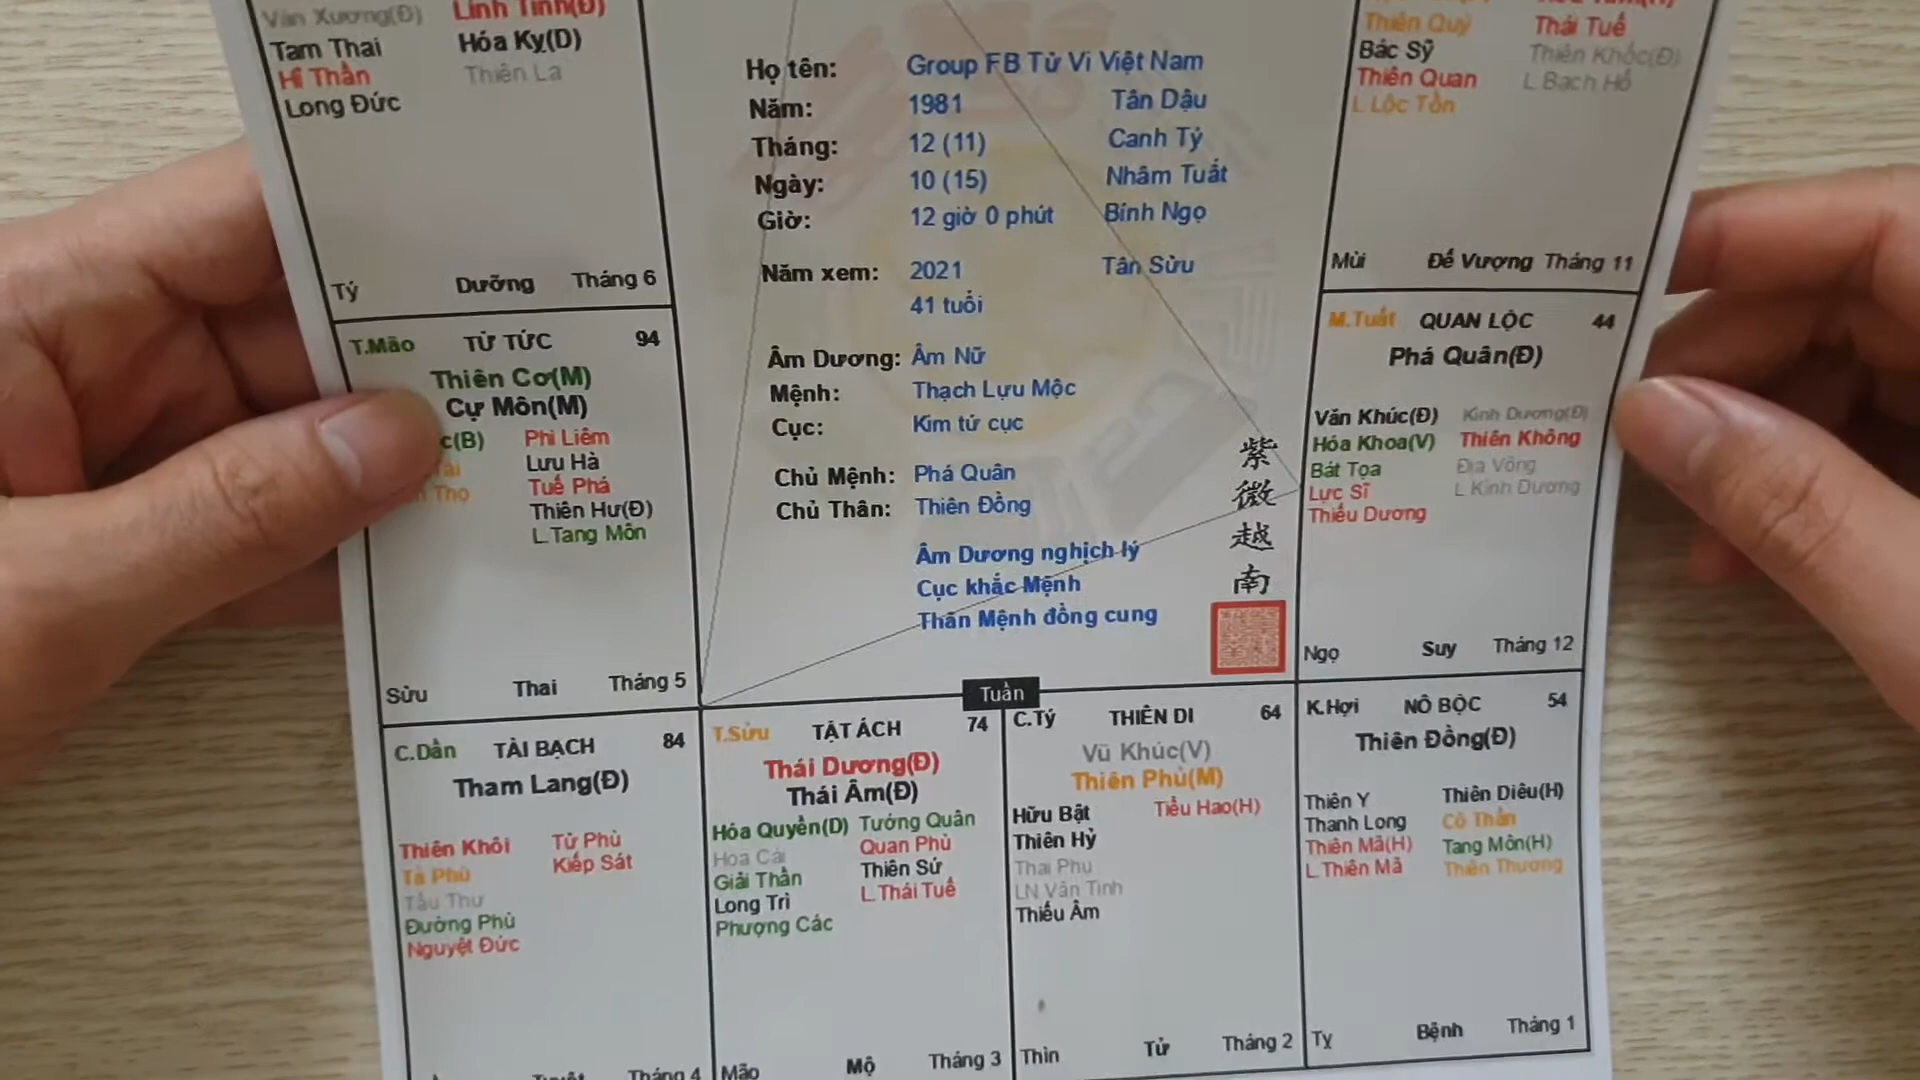 Văn Xương(Đ)
Linh Tinh(Đ)
Tam Thai
Hóa Kỵ(D)
Hỉ Thần
Thiên La
Long Đức
Tý
Dưỡng
Tháng 6
Họ tên:
Group FB Tử Vi Việt Nam
Năm:
1981
Tân Dậu
Tháng:
12 (11)
Canh Tý
Ngày:
10 (15)
Nhâm Tuất
Giờ:
12 giờ 0 phút
Bính Ngọ
Năm xem:
2021
Tân Sửu
41 tuổi
Âm Dương:
Âm Nữ
Mệnh:
Thạch Lựu Mộc
Cục:
Kim tứ cục
Chủ Mệnh:
Phá Quân
Chủ Thân:
Thiên Đồng
Âm Dương nghịch lý
Cục khắc Mệnh
Thân Mệnh đồng cung
紫
微
越
南
Thiên Quý
Thái Tuế
Bác Sỹ
Thiên Khốc(Đ)
Thiên Quan
L.Bạch Hổ
L.Lộc Tồn
Mùi
Đế Vượng
Tháng 11
T.Mão
TỬ TỨC
94
Thiên Cơ(M)
Cự Môn(M)
c(B)
Phi Liêm
Lưu Hà
Thọ
Tuế Phá
Thiên Hư(Đ)
L.Tang Môn
Sửu
Thai
Tháng 5
M.Tuất
QUAN LỘC
44
Phá Quân(Đ)
Văn Khúc(Đ)
Kình Dương(Đ)
Hóa Khoa(V)
Thiên Không
Bát Tọa
Địa Võng
Lực Sĩ
L.Kình Dương
Thiếu Dương
Ngọ
Suy
Tháng 12
Tuần
C.Dần
TÀI BẠCH
84
Tham Lang(Đ)
Thiên Khôi
Tử Phù
Tả Phù
Kiếp Sát
Tấu Thư
Đường Phù
Nguyệt Đức
Tháng 4
T.Sửu
TẬT ÁCH
74
Thái Dương(Đ)
Thái Âm(Đ)
Hóa Quyền(D)
Tướng Quân
Hoa Cái
Quan Phù
Giải Thần
Thiên Sứ
Long Trì
L.Thái Tuế
Phượng Các
Mão
Mộ
Tháng 3
C.Tý
THIÊN DI
64
Vũ Khúc(V)
Thiên Phủ(M)
Hữu Bật
Tiểu Hao(H)
Thiên Hỷ
Thai Phụ
LN Văn Tinh
Thiếu Âm
Thìn
Tử
Tháng 2
K.Hợi
NÔ BỘC
54
Thiên Đồng(Đ)
Thiên Y
Thiên Diêu(H)
Thanh Long
Cô Thần
Thiên Mã(H)
Tang Môn(H)
L.Thiên Mã
Thiên Thương
Tỵ
Bệnh
Tháng 1